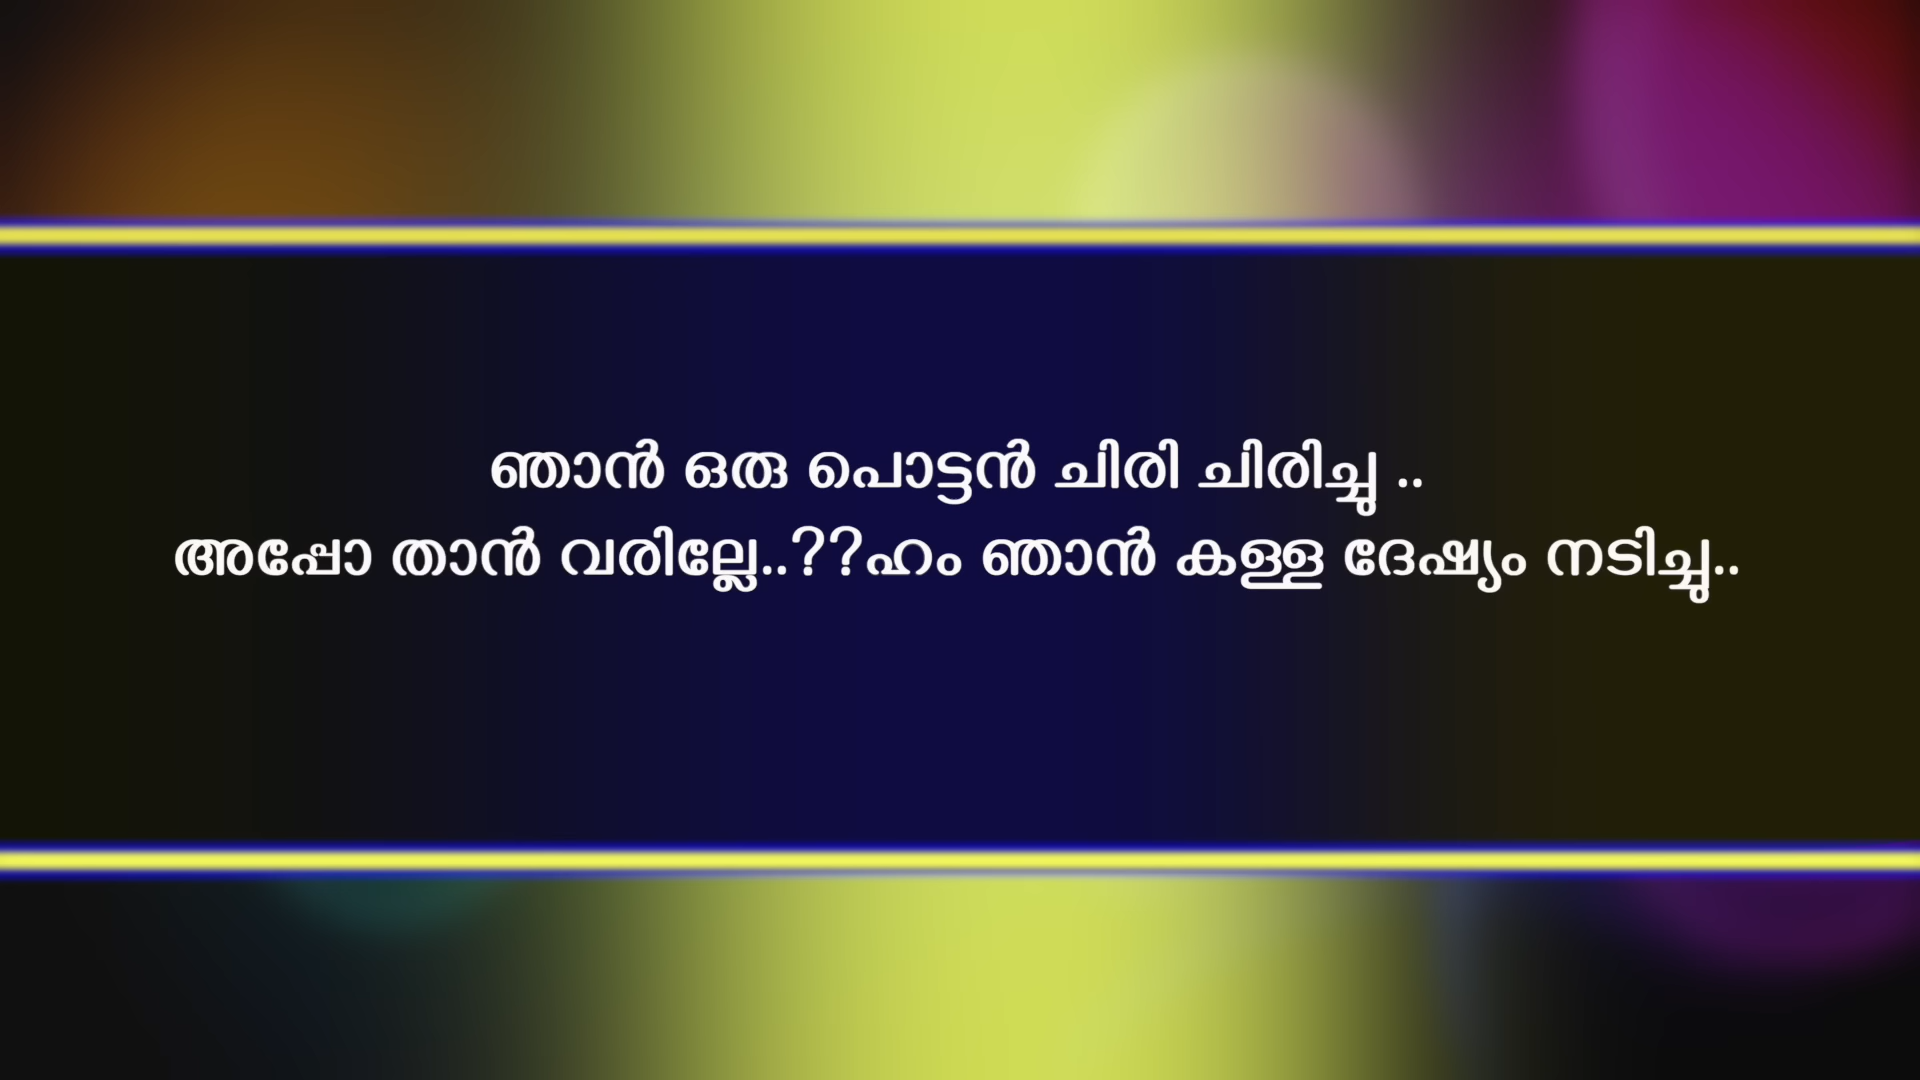 ഞാൻ ഒരു പൊട്ടൻ ചിരി ചിരിച്ചു ..
അപ്പോ താൻ വരില്ലേ..??ഹം ഞാൻ കള്ള ദേഷ്യം നടിച്ചു..